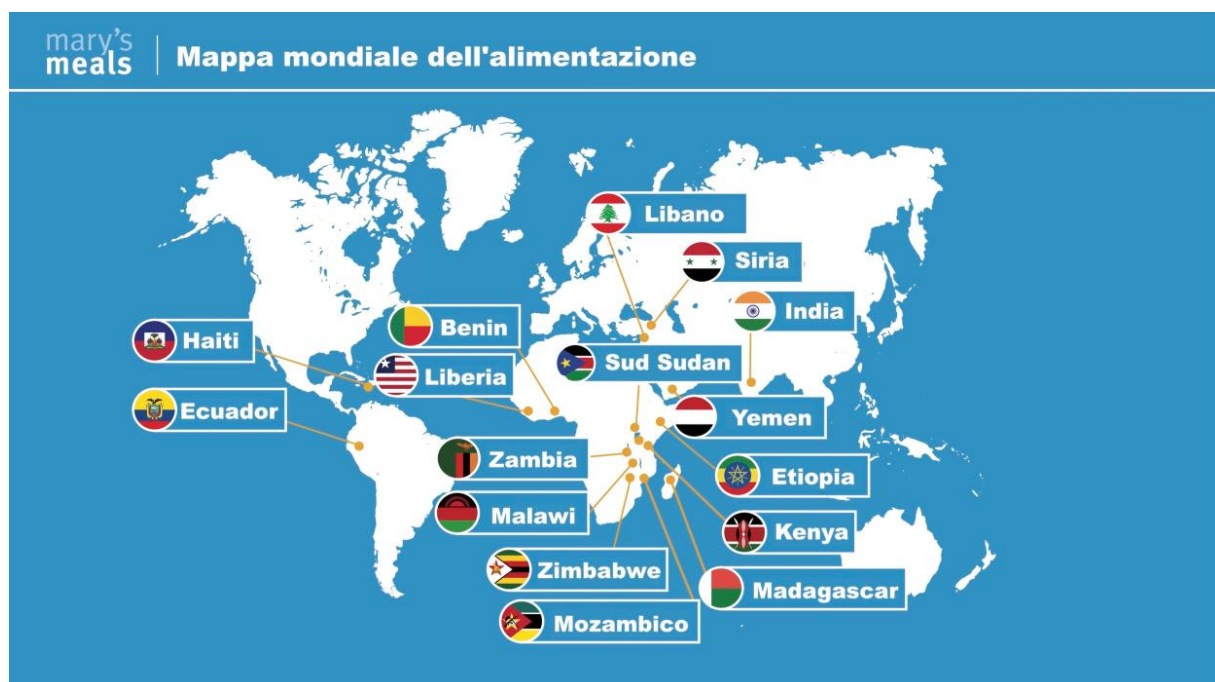 mary's
meals
Mappa mondiale dell'alimentazione
Libano
Siria
India
Benin
Haiti
Sud Sudan
Liberia
Ecuador
Yemen
Zambia
Etiopia
Malawi
Kenya
Zimbabwe
Madagascar
Mozambico